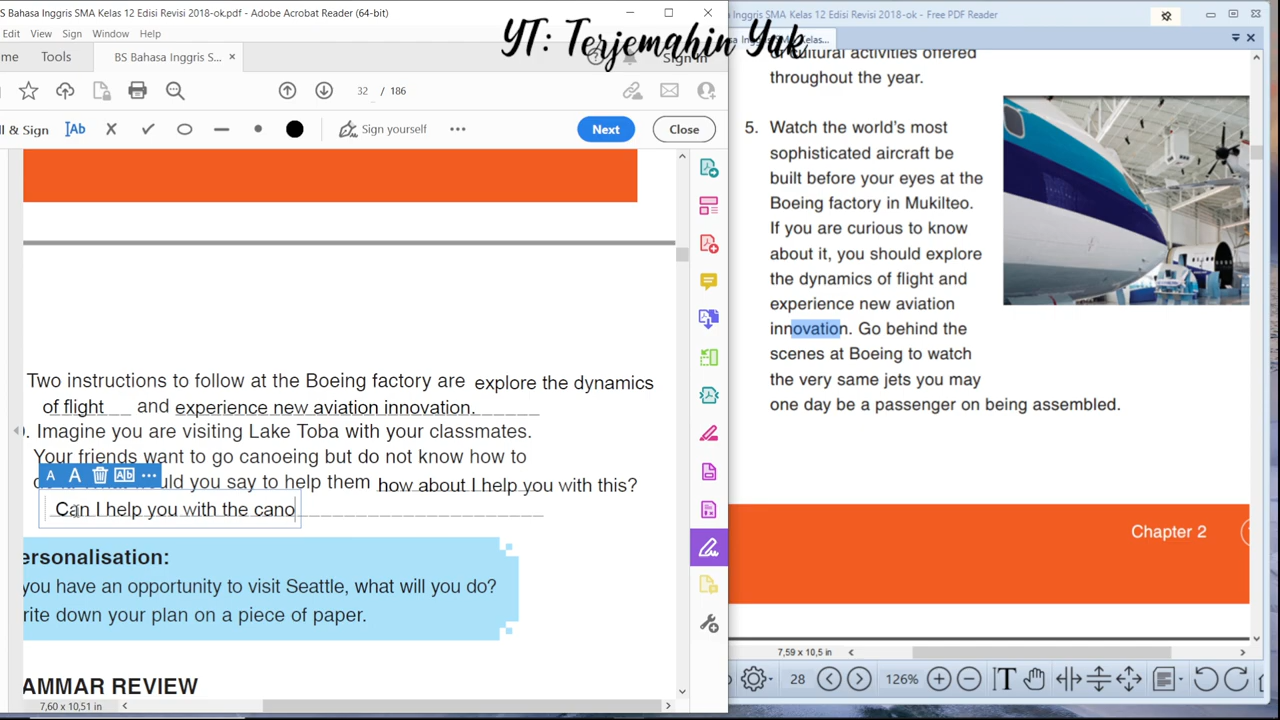 S Bahasa Inggris SMA Kelas 12 Edisi Revisi 2018-ok.pdf - Adobe Acrobat Reader (64-bit)
Edit View Sign Window Help
me Tools BS Bahasa Inggris S... × Sign In
32 / 186
ll & Sign Ab Sign yourself Next Close
Two instructions to follow at the Boeing factory are explore the dynamics
of flight and experience new aviation innovation.
. Imagine you are visiting Lake Toba with your classmates.
Your friends want to go canoeing but do not know how to
uld you say to help them how about I help you with this?
Can I help you with the cano
ersonalisation:
you have an opportunity to visit Seattle, what will you do?
rite down your plan on a piece of paper.
AMMAR REVIEW
7,60 x 10,51 in
YT: Terjemahin Yuk
a Inggris SMA Kelas 12 Edisi Revisi 2018-ok - Free PDF Reader
a Inggris SMA Kelas...
of cultural activities offered
throughout the year.
5. Watch the world's most
sophisticated aircraft be
built before your eyes at the
Boeing factory in Mukilteo.
If you are curious to know
about it, you should explore
the dynamics of flight and
experience new aviation
innovation. Go behind the
scenes at Boeing to watch
the very same jets you may
one day be a passenger on being assembled.
Chapter 2
7,59 x 10,5 in
28 126%